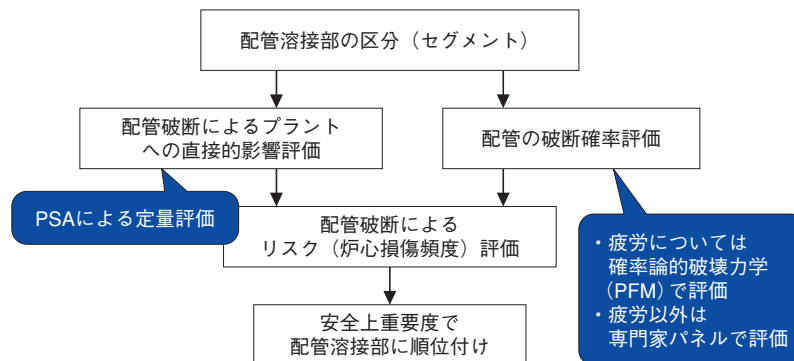 配管溶接部の区分（セグメント）
配管破断によるプラント
への直接的影響評価
配管の破断確率評価
PSAによる定量評価
配管破断による
リスク（炉心損傷頻度）評価
・疲労については
確率論的破壊力学
（PFM）で評価
・疲労以外は
専門家パネルで評価
安全上重要度で
配管溶接部に順位付け